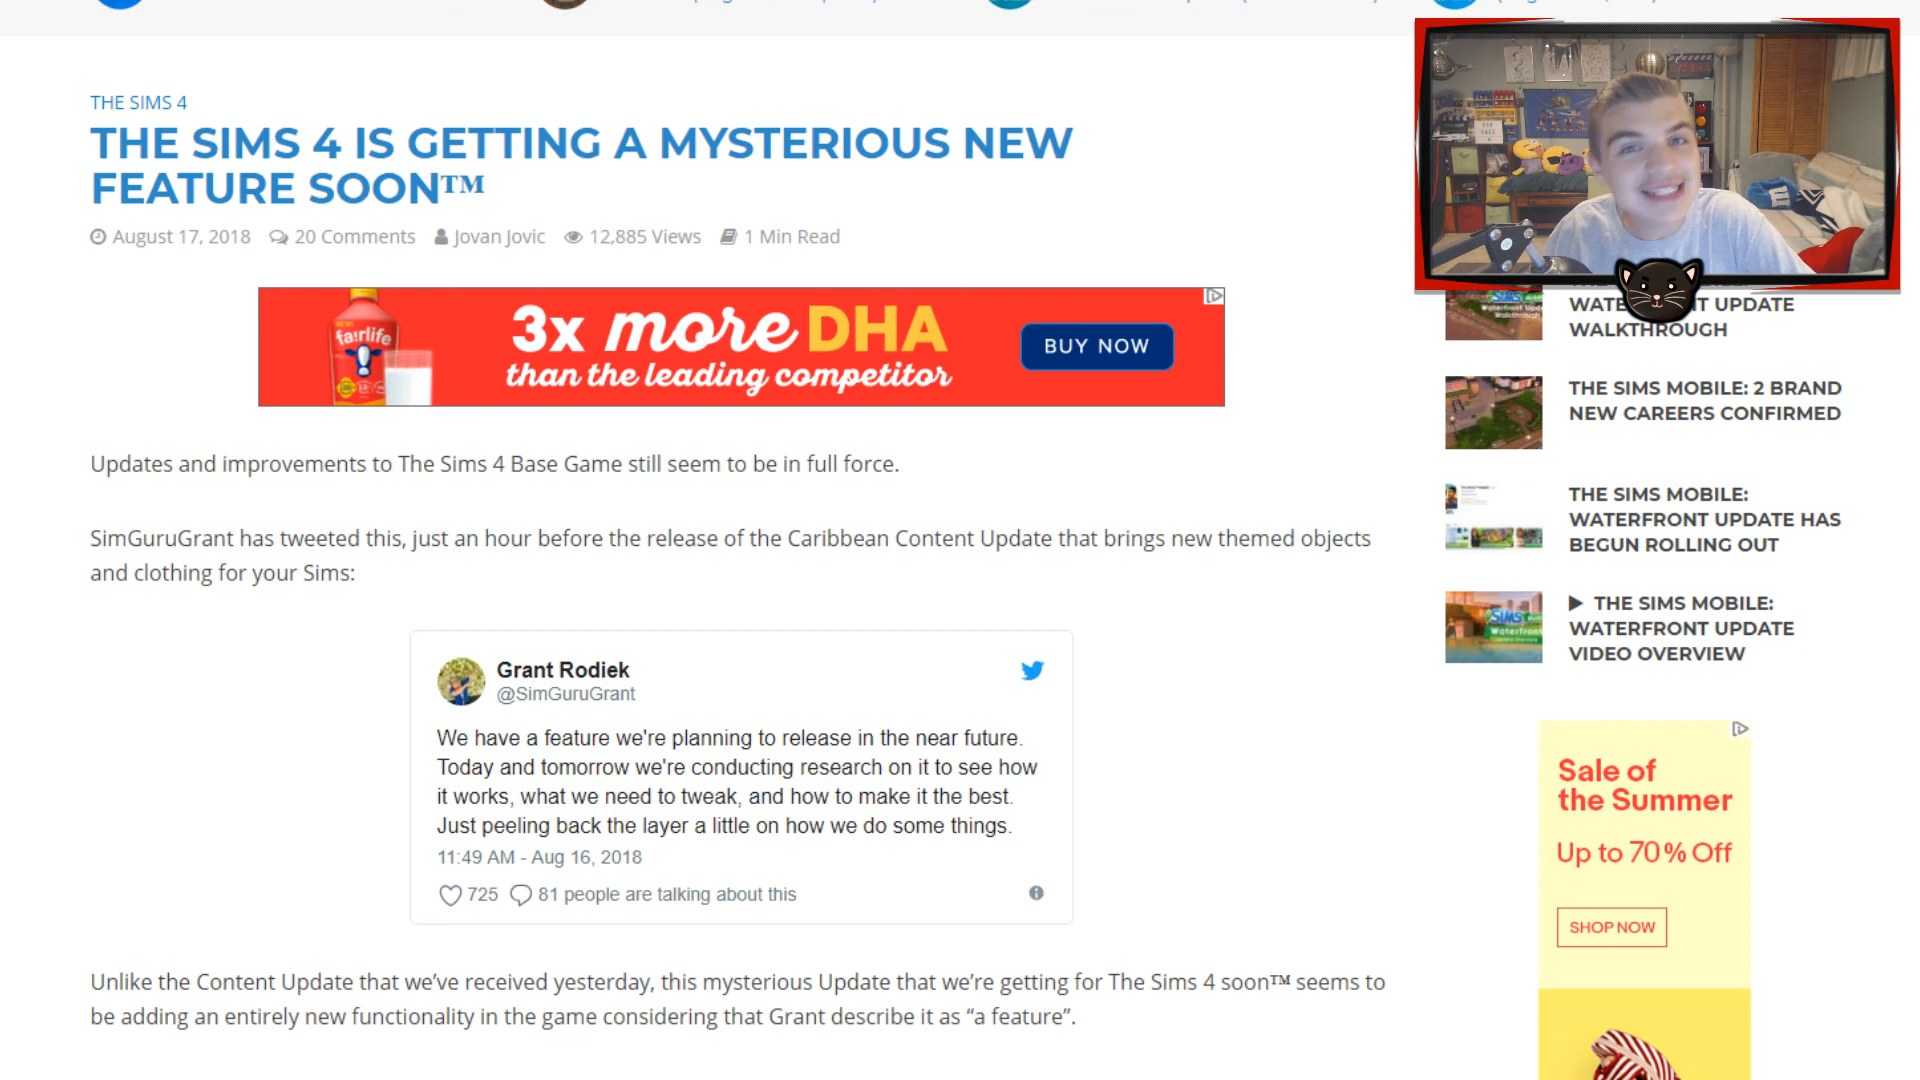 THE SIMS 4
THE SIMS 4 IS GETTING A MYSTERIOUS NEW
FEATURE SOON™
August 17, 2018 20 Comments Jovan Jovic 12,885 Views 1 Min Read
fairlife
3x more DHA
than the leading competitor
BUY NOW
Updates and improvements to The Sims 4 Base Game still seem to be in full force.
SimGuruGrant has tweeted this, just an hour before the release of the Caribbean Content Update that brings new themed objects
and clothing for your Sims:
Grant Rodiek
@SimGuruGrant
We have a feature we're planning to release in the near future.
Today and tomorrow we're conducting research on it to see how
it works, what we need to tweak, and how to make it the best.
Just peeling back the layer a little on how we do some things.
11:49 AM - Aug 16, 2018
725 81 people are talking about this
Unlike the Content Update that we've received yesterday, this mysterious Update that we're getting for The Sims 4 soon™ seems to
be adding an entirely new functionality in the game considering that Grant describe it as “a feature”.
UPDATE
WALKTHROUGH
THE SIMS MOBILE: 2 BRAND
NEW CAREERS CONFIRMED
THE SIMS MOBILE:
WATERFRONT UPDATE HAS
BEGUN ROLLING OUT
SIMS
Waterfront
▶ THE SIMS MOBILE:
WATERFRONT UPDATE
VIDEO OVERVIEW
Sale of
the Summer
Up to 70% Off
SHOP NOW